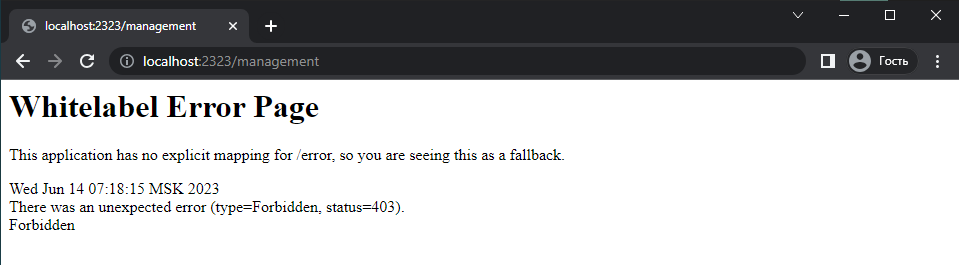 localhost:2323/management
localhost:2323/management
Гость
Whitelabel Error Page
This application has no explicit mapping for /error, so you are seeing this as a fallback.
Wed Jun 14 07:18:15 MSK 2023
There was an unexpected error (type=Forbidden, status=403).
Forbidden